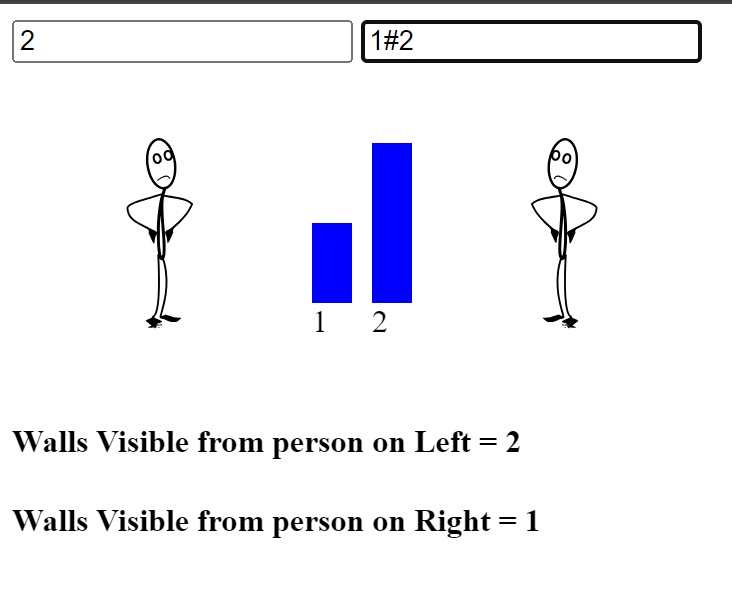 2 1#2
1 2
Walls Visible from person on Left = 2
Walls Visible from person on Right = 1